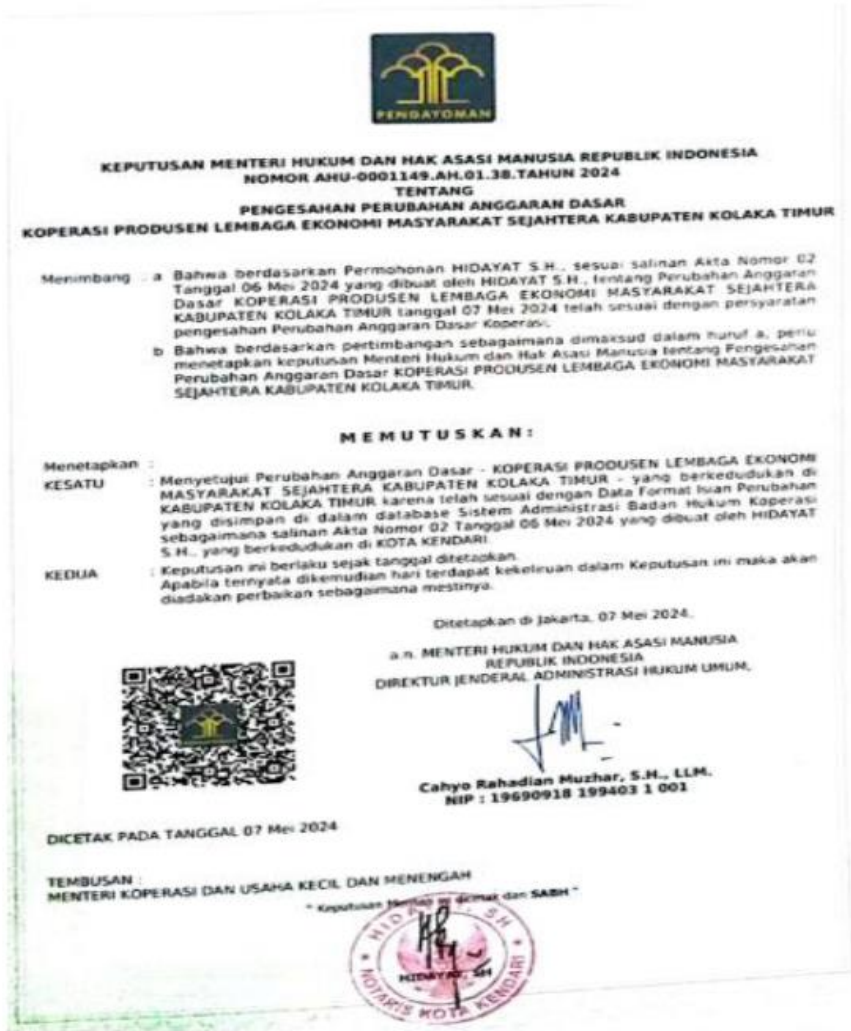 PENGAYOMAN
KEPUTUSAN MENTERI HUKUM DAN HAK ASASI MANUSIA REPUBLIK INDONESIA
NOMOR AHU-0001149.AH.01.38.TAHUN 2024
TENTANG
PENGESAHAN PERUBAHAN ANGGARAN DASAR
KOPERASI PRODUSEN LEMBAGA EKONOMI MASYARAKAT SEJAHTERA KABUPATEN KOLAKA TIMUR
Menimbang : a Bahwa berdasarkan Permohonan HIDAYAT S.H., sesuai salinan Akta Nomor 02
Tanggal 06 Mei 2024 yang dibuat oleh HIDAYAT S.H., tentang Perubahan Anggaran
Dasar KOPERASI PRODUSEN LEMBAGA EKONOMI MASYARAKAT SEJAHTERA
KABUPATEN KOLAKA TIMUR tanggal 07 Mei 2024 telah sesuai dengan persyaratan
pengesahan Perubahan Anggaran Dasar Koperasi;
b Bahwa berdasarkan pertimbangan sebagaimana dimaksud dalam huruf a, perlu
menetapkan keputusan Menteri Hukum dan Hak Asasi Manusia tentang Pengesahan
Perubahan Anggaran Dasar KOPERASI PRODUSEN LEMBAGA EKONOMI MASYARAKAT
SEJAHTERA KABUPATEN KOLAKA TIMUR.
MEMUTUSKAN:
Menetapkan :
KESATU : Menyetujui Perubahan Anggaran Dasar - KOPERASI PRODUSEN LEMBAGA EKONOMI
MASYARAKAT SEJAHTERA KABUPATEN KOLAKA TIMUR - yang berkedudukan di
KABUPATEN KOLAKA TIMUR karena telah sesuai dengan Data Format Isian Perubahan
yang disimpan di dalam database Sistem Administrasi Badan Hukum Koperasi
sebagaimana salinan Akta Nomor 02 Tanggal 06 Mei 2024 yang dibuat oleh HIDAYAT
S.H., yang berkedudukan di KOTA KENDARI.
KEDUA : Keputusan ini berlaku sejak tanggal ditetapkan.
Apabila ternyata dikemudian hari terdapat kekeliruan dalam Keputusan ini maka akan
diadakan perbaikan sebagaimana mestinya.
Ditetapkan di Jakarta, 07 Mei 2024.
a.n. MENTERI HUKUM DAN HAK ASASI MANUSIA
REPUBLIK INDONESIA
DIREKTUR JENDERAL ADMINISTRASI HUKUM UMUM,
Cahyo Rahadian Muzhar, S.H., LLM.
NIP : 19690918 199403 1 001
DICETAK PADA TANGGAL 07 Mei 2024
TEMBUSAN :
MENTERI KOPERASI DAN USAHA KECIL DAN MENENGAH
" Keputusan Menteri ini dicetak dari SABH "
HIDAYAT, SH
HIDAYAT, SH
NOTARIS KOTA KENDARI